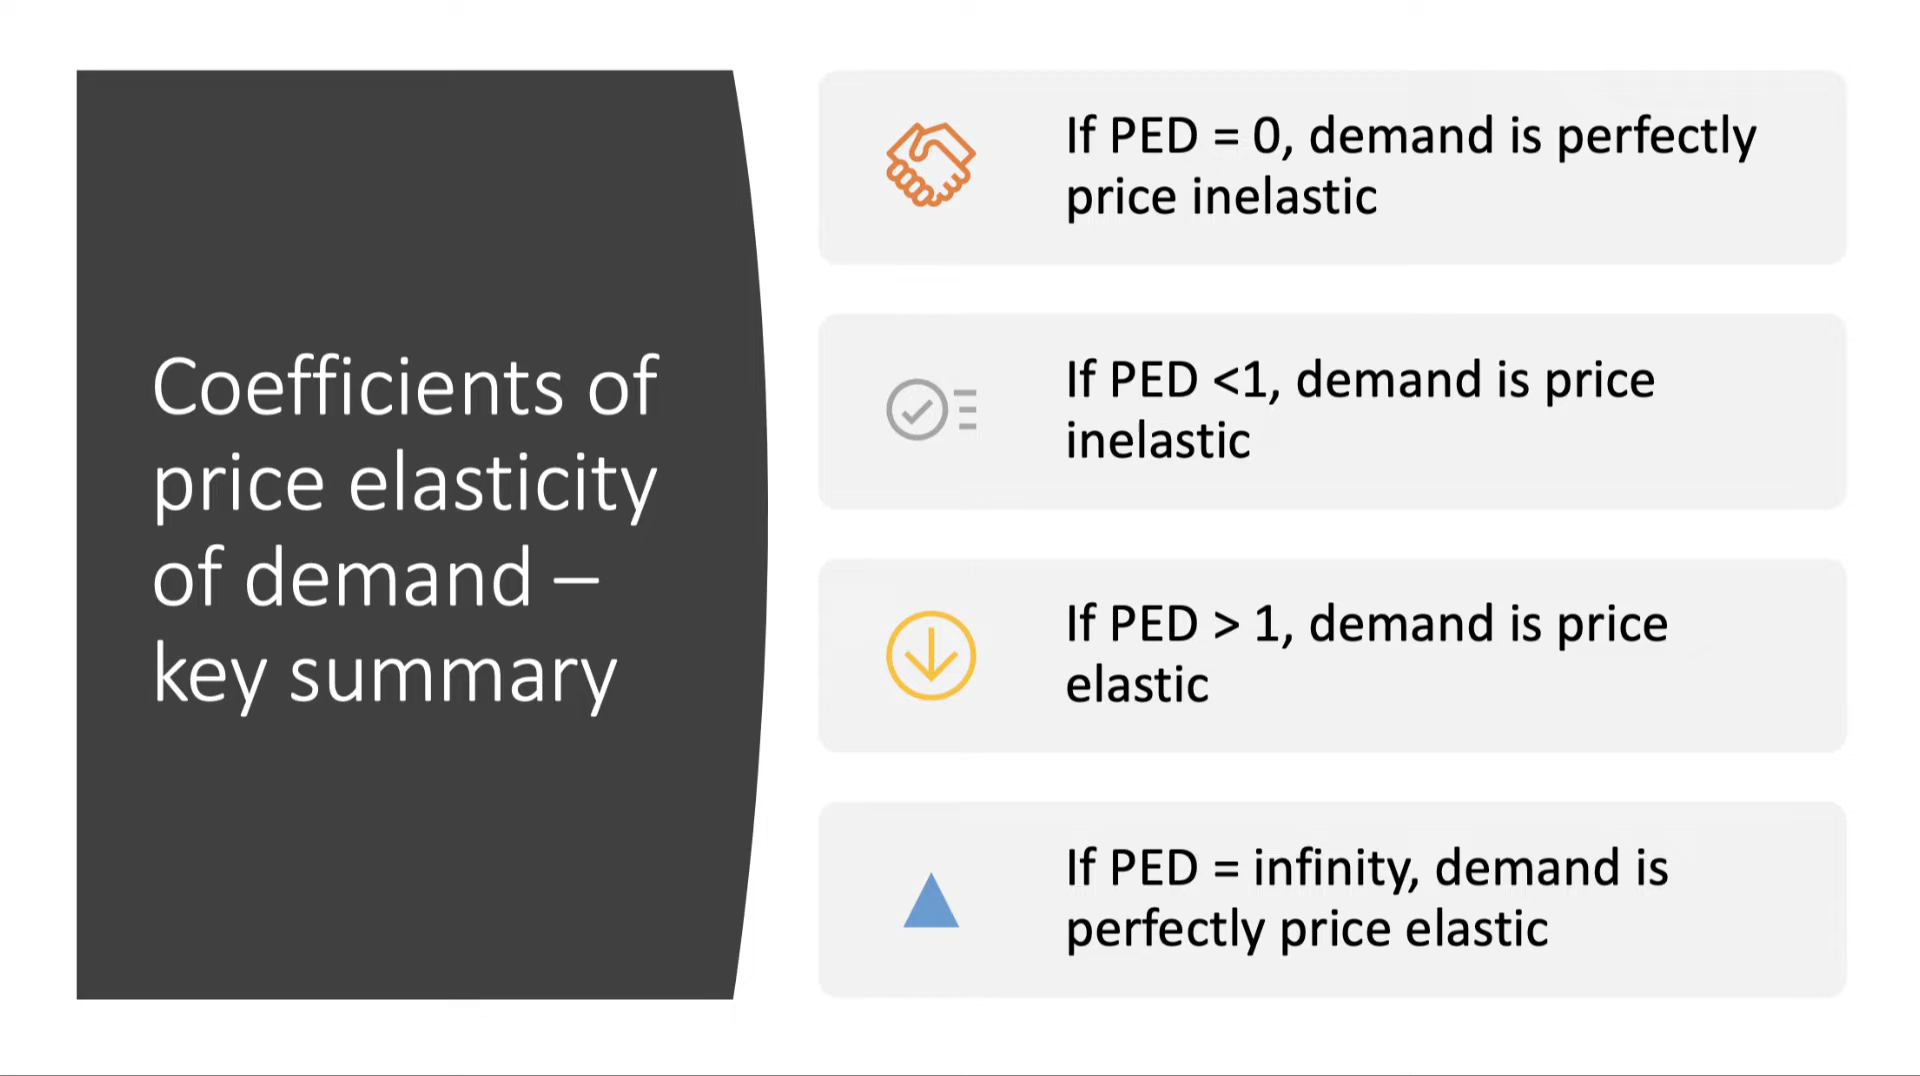 Coefficients of
price elasticity
of demand –
key summary
If PED = 0, demand is perfectly
price inelastic
If PED <1, demand is price
inelastic
If PED > 1, demand is price
elastic
If PED = infinity, demand is
perfectly price elastic